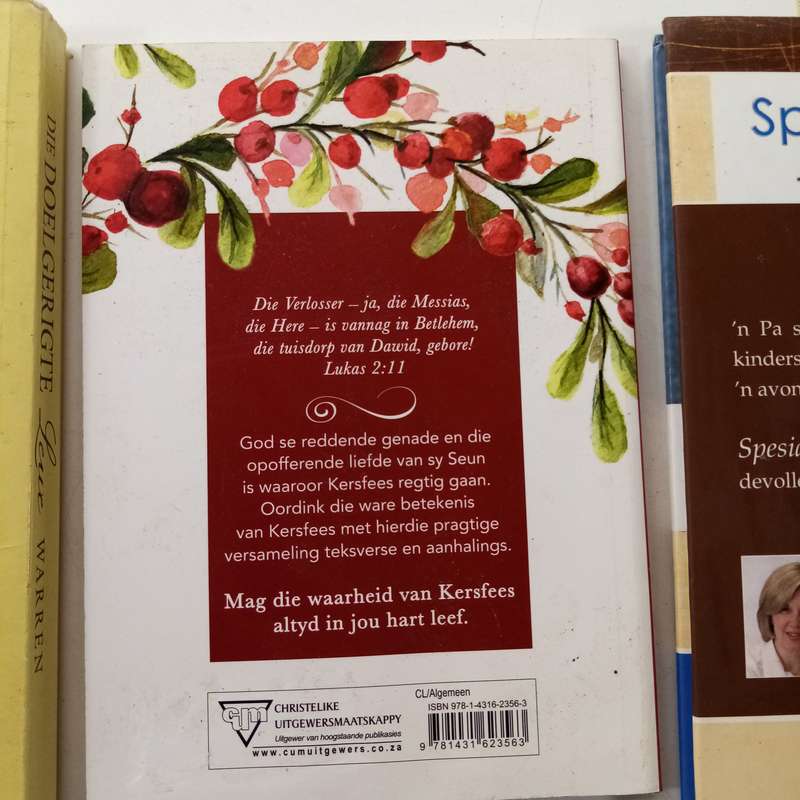 DIE DOELGERIGTE
WARREN
Die Verlosser – ja, die Messias,
die Here – is vannag in Betlehem,
die tuisdorp van Dawid, gebore!
Lukas 2:11
God se reddende genade en die
opofferende liefde van sy Seun
is waaroor Kersfees regtig gaan.
Oordink die ware betekenis
van Kersfees met hierdie pragtige
versameling teksverse en aanhalings.
Mag die waarheid van Kersfees
altyd in jou hart leef.
cum
CHRISTELIKE
UITGEWERSMAATSKAPPY
Uitgewer van hoogstaande publikasies
www.cumuitgewers.co.za
CL/Algemeen
ISBN 978-1-4316-2356-3
9 781431 623563
Sp
'n Pa s
kinders
'n avon
Spesia
devolle